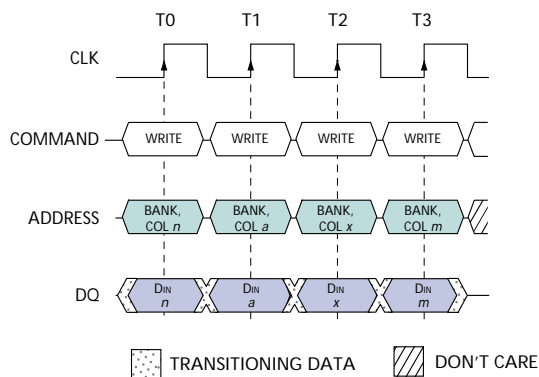 T0 T1 T2 T3
CLK
COMMAND WRITE WRITE WRITE WRITE
BANK, BANK, BANK, BANK,
ADDRESS COL n COL a COL x COL m
DIN DIN DIN DIN
DQ n a x m
TRANSITIONING DATA DON'T CARE